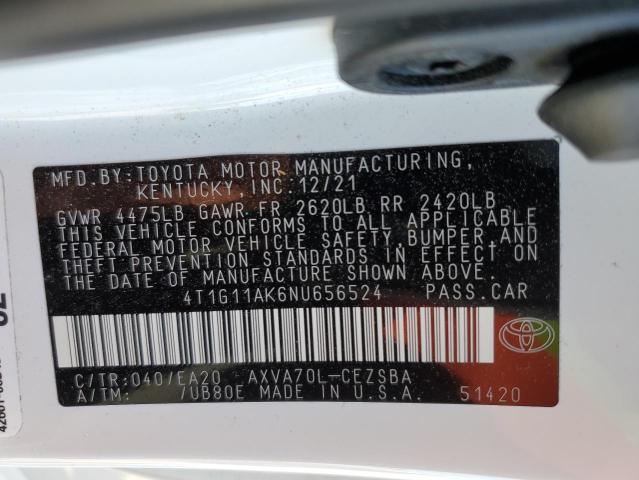 MFD.BY:TOYOTA MOTOR MANUFACTURING,
KENTUCKY,INC.12/21
GVWR 4475LB GAWR FR 2620LB RR 2420LB
THIS VEHICLE CONFORMS TO ALL APPLICABLE
FEDERAL MOTOR VEHICLE SAFETY,BUMPER,AND
THEFT PREVENTION STANDARDS IN EFFECT ON
THE DATE OF MANUFACTURE SHOWN ABOVE.
4T1G11AK6NU656524 PASS.CAR
C/TR:040/EA20 AXVA70L-CEZSBA
A/TM: /UB80E MADE IN U.S.A. 51420
TOYOTA